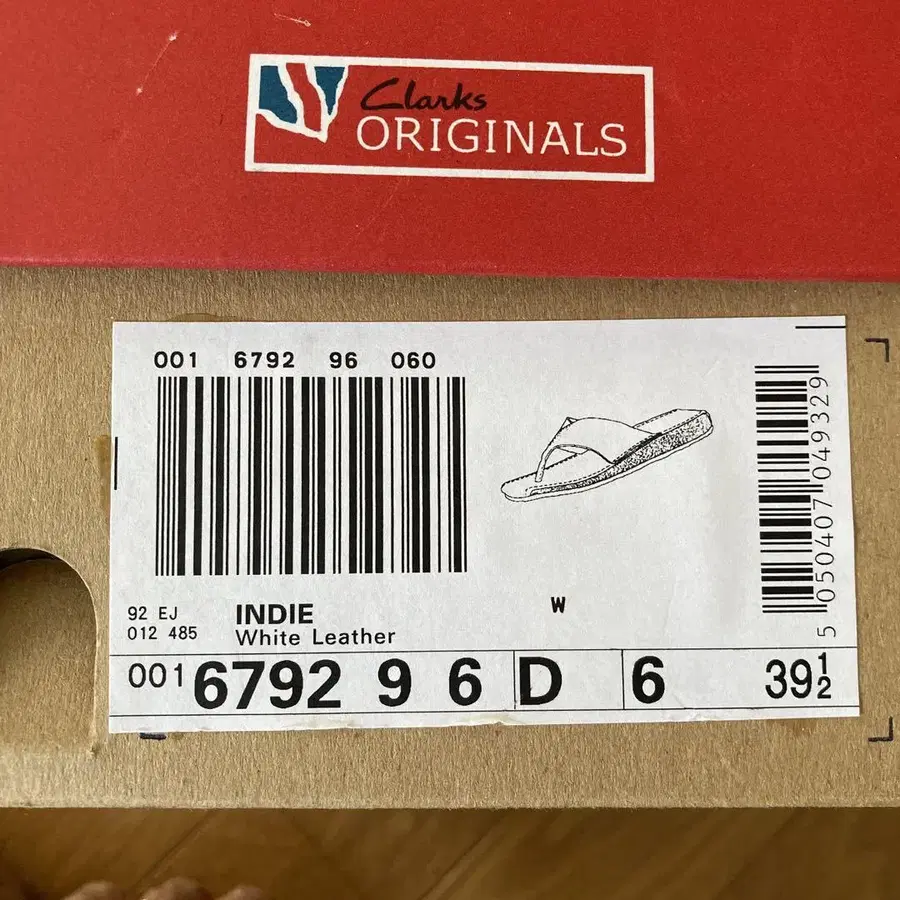 Clarks
ORIGINALS
001 6792 96 060
5 050407 049329
92 EJ
012 485
INDIE
White Leather
W
001 6792 9 6 D 6 39½